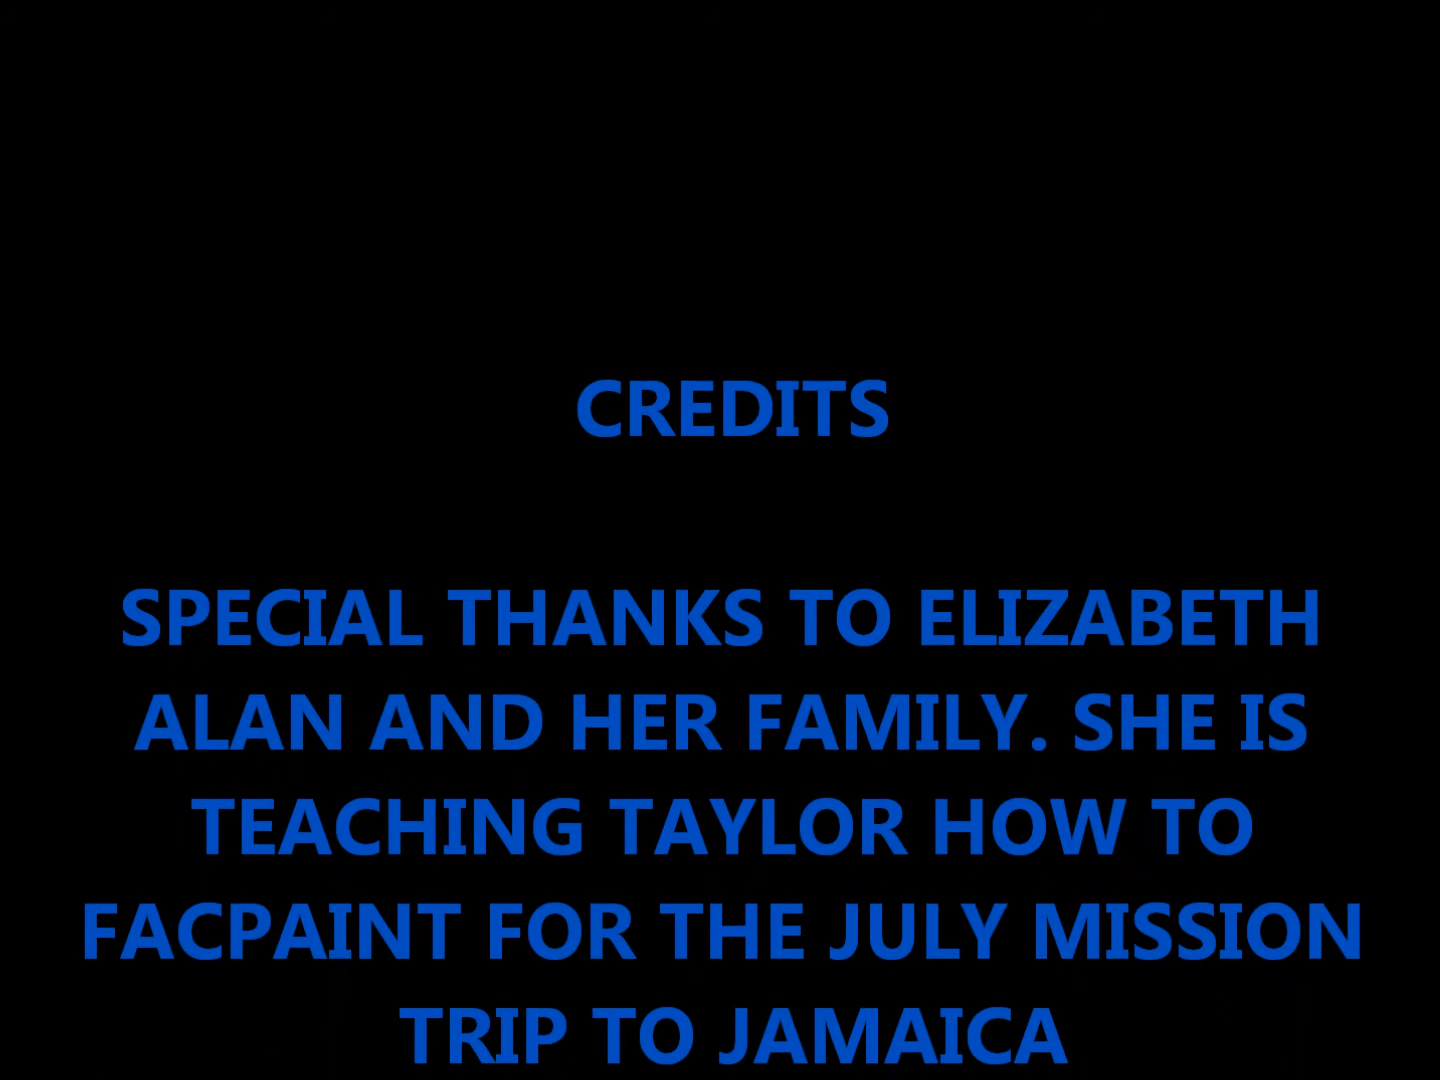 CREDITS
SPECIAL THANKS TO ELIZABETH
ALAN AND HER FAMILY. SHE IS
TEACHING TAYLOR HOW TO
FACPAINT FOR THE JULY MISSION
TRIP TO JAMAICA